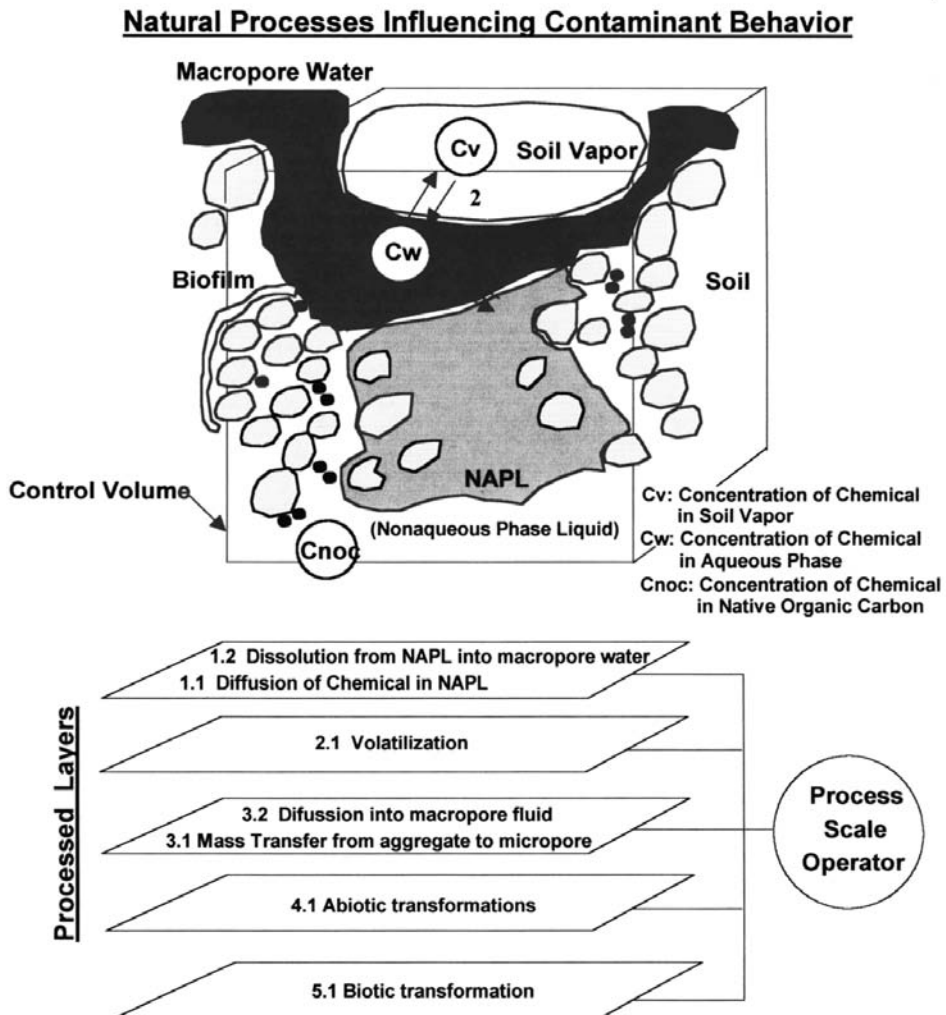 Natural Processes Influencing Contaminant Behavior
Macropore Water
Cv
Soil Vapor
2
Cw
Biofilm
Soil
NAPL
Control Volume
(Nonaqueous Phase Liquid)
Cnoc
Cv: Concentration of Chemical
in Soil Vapor
Cw: Concentration of Chemical
in Aqueous Phase
Cnoc: Concentration of Chemical
in Native Organic Carbon
Processed Layers
1.2 Dissolution from NAPL into macropore water
1.1 Diffusion of Chemical in NAPL
2.1 Volatilization
3.2 Difussion into macropore fluid
3.1 Mass Transfer from aggregate to micropore
4.1 Abiotic transformations
5.1 Biotic transformation
Process
Scale
Operator